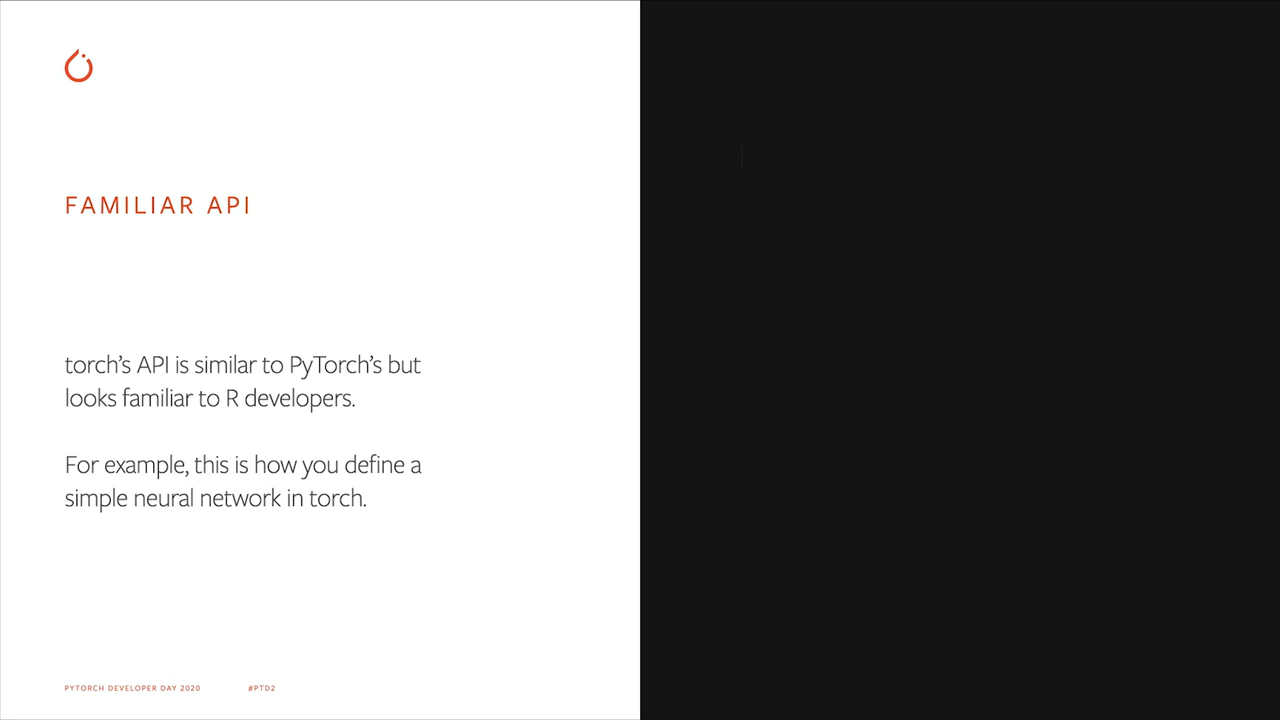 FAMILIAR API
torch’s API is similar to PyTorch’s but
looks familiar to R developers.
For example, this is how you define a
simple neural network in torch.
PYTORCH DEVELOPER DAY 2020 #PTD2